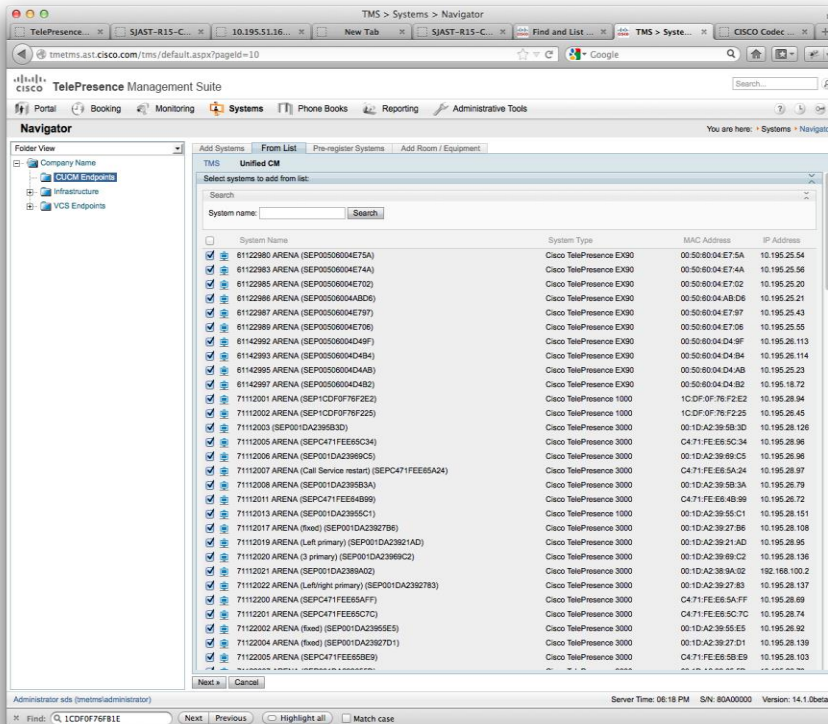 TMS > Systems > Navigator
TelePresence... SJAST-R15-C... 10.195.51.16... New Tab SJAST-R15-C... Find and List ... TMS > Syste... CISCO Codec ...
tmetms.ast.cisco.com/tms/default.aspx?pageId=10 Google
CISCO TelePresence Management Suite Search...
Portal Booking Monitoring Systems Phone Books Reporting Administrative Tools
Navigator You are here: Systems Navigato
Folder View Add Systems From List Pre-register Systems Add Room / Equipment
Company Name TMS Unified CM
CUCM Endpoints Select systems to add from list:
Infrastructure Search
VCS Endpoints System name: Search
System Name System Type MAC Address IP Address
61122980 ARENA (SEP00506004E75A) Cisco TelePresence EX90 00:50:60:04:E7:5A 10.195.25.54
61122983 ARENA (SEP00506004E74A) Cisco TelePresence EX90 00:50:60:04:E7:4A 10.195.25.56
61122985 ARENA (SEP00506004E702) Cisco TelePresence EX90 00:50:60:04:E7:02 10.195.25.20
61122986 ARENA (SEP00506004ABD6) Cisco TelePresence EX90 00:50:60:04:AB:D6 10.195.25.21
61122987 ARENA (SEP00506004E797) Cisco TelePresence EX90 00:50:60:04:E7:97 10.195.25.43
61122989 ARENA (SEP00506004E706) Cisco TelePresence EX90 00:50:60:04:E7:06 10.195.25.55
61142992 ARENA (SEP00506004D49F) Cisco TelePresence EX90 00:50:60:04:D4:9F 10.195.26.113
61142993 ARENA (SEP00506004D4B4) Cisco TelePresence EX90 00:50:60:04:D4:B4 10.195.26.114
61142995 ARENA (SEP00506004D4AB) Cisco TelePresence EX90 00:50:60:04:D4:AB 10.195.25.23
61142997 ARENA (SEP00506004D4B2) Cisco TelePresence EX90 00:50:60:04:D4:B2 10.195.18.72
71112001 ARENA (SEP1CDF0F76F2E2) Cisco TelePresence 1000 1C:DF:0F:76:F2:E2 10.195.28.94
71112002 ARENA (SEP1CDF0F76F225) Cisco TelePresence 1000 1C:DF:0F:76:F2:25 10.195.26.45
71112003 (SEP001DA2395B3D) Cisco TelePresence 3000 00:1D:A2:39:5B:3D 10.195.28.126
71112005 ARENA (SEPC471FEE65C34) Cisco TelePresence 3000 C4:71:FE:E6:5C:34 10.195.28.96
71112006 ARENA (SEP001DA23969C5) Cisco TelePresence 3000 00:1D:A2:39:69:C5 10.195.26.96
71112007 ARENA (Call Service restart) (SEPC471FEE65A24) Cisco TelePresence 3000 C4:71:FE:E6:5A:24 10.195.28.97
71112008 ARENA (SEP001DA2395B3A) Cisco TelePresence 3000 00:1D:A2:39:5B:3A 10.195.26.79
71112011 ARENA (SEPC471FEE64B99) Cisco TelePresence 3000 C4:71:FE:E6:4B:99 10.195.26.72
71112013 ARENA (SEP001DA23955C1) Cisco TelePresence 1000 00:1D:A2:39:55:C1 10.195.28.151
71112017 ARENA (fixed) (SEP001DA23927B6) Cisco TelePresence 3000 00:1D:A2:39:27:B6 10.195.28.108
71112019 ARENA (Left primary) (SEP001DA23921AD) Cisco TelePresence 3000 00:1D:A2:39:21:AD 10.195.28.95
71112020 ARENA (3 primary) (SEP001DA23969C2) Cisco TelePresence 3000 00:1D:A2:39:69:C2 10.195.28.136
71112021 ARENA (SEP001DA2389A02) Cisco TelePresence 3000 00:1D:A2:38:9A:02 192.168.100.2
71112022 ARENA (Left/right primary) (SEP001DA2392783) Cisco TelePresence 3000 00:1D:A2:39:27:83 10.195.28.137
71112200 ARENA (SEPC471FEE65AFF) Cisco TelePresence 3000 C4:71:FE:E6:5A:FF 10.195.28.69
71112201 ARENA (SEPC471FEE65C7C) Cisco TelePresence 3000 C4:71:FE:E6:5C:7C 10.195.28.74
71122002 ARENA (fixed) (SEP001DA23955E5) Cisco TelePresence 3000 00:1D:A2:39:55:E5 10.195.26.92
71122004 ARENA (fixed) (SEP001DA23927D1) Cisco TelePresence 3000 00:1D:A2:39:27:D1 10.195.28.139
71122005 ARENA (SEPC471FEE65BE9) Cisco TelePresence 3000 C4:71:FE:E6:5B:E9 10.195.28.103
Next » Cancel
Administrator sds (tmetms\administrator) Server Time: 06:18 PM S/N: 80A00000 Version: 14.1.0beta
Find: 1CDF0F76FB1E Next Previous Highlight all Match case